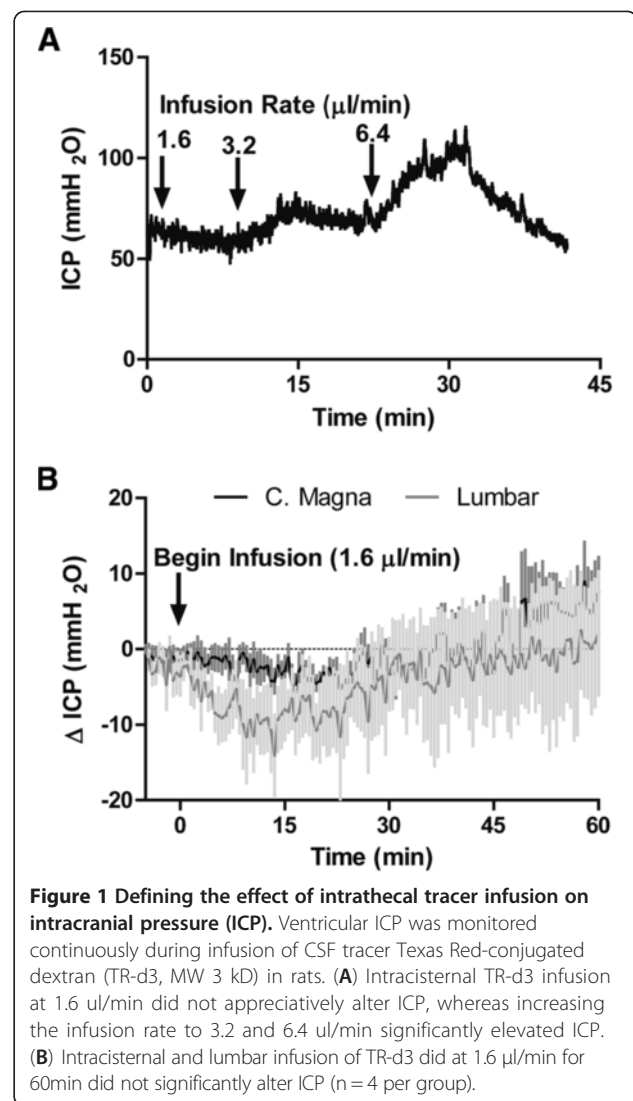 A
150
Infusion Rate (μl/min)
1.6
3.2
6.4
100
50
0
ICP (mmH 2O)
0
15
30
45
Time (min)
B
20
C. Magna
Lumbar
Begin Infusion (1.6 μl/min)
10
0
-10
-20
Δ ICP (mmH 2O)
0
15
30
45
60
Time (min)
Figure 1 Defining the effect of intrathecal tracer infusion on
intracranial pressure (ICP). Ventricular ICP was monitored
continuously during infusion of CSF tracer Texas Red-conjugated
dextran (TR-d3, MW 3 kD) in rats. (A) Intracisternal TR-d3 infusion
at 1.6 ul/min did not appreciatively alter ICP, whereas increasing
the infusion rate to 3.2 and 6.4 ul/min significantly elevated ICP.
(B) Intracisternal and lumbar infusion of TR-d3 did at 1.6 μl/min for
60min did not significantly alter ICP (n = 4 per group).